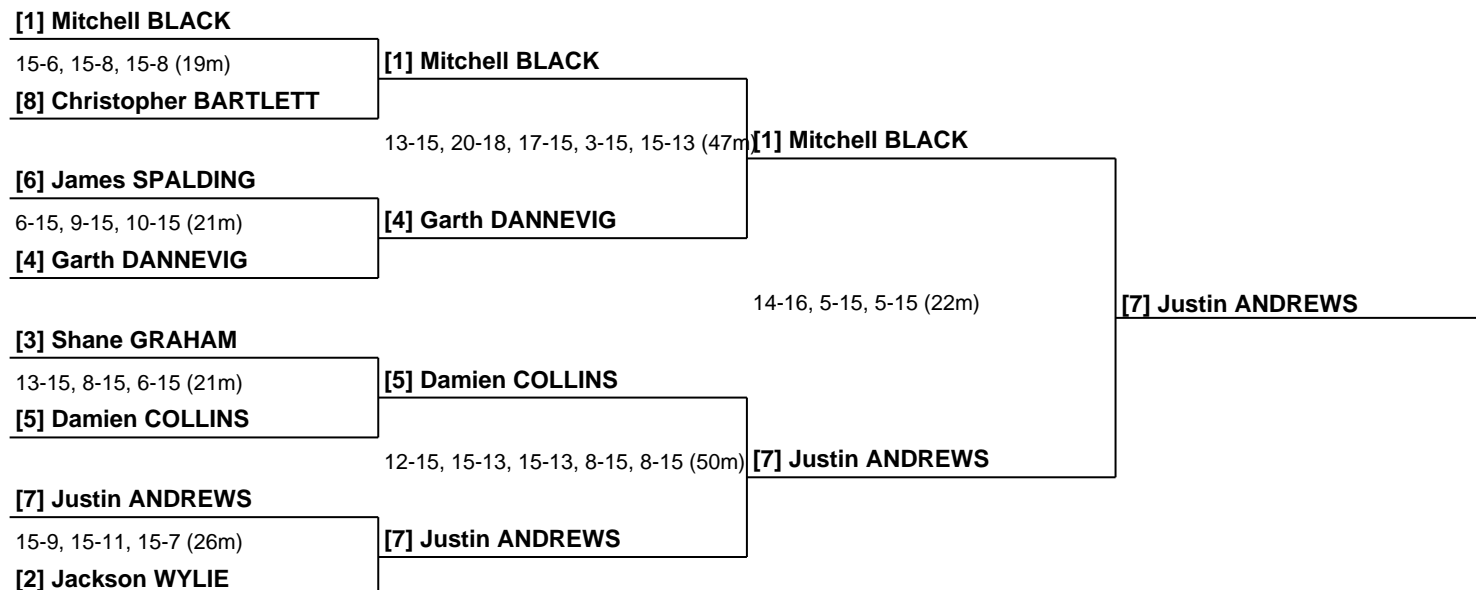 [1] Mitchell BLACK
15-6, 15-8, 15-8 (19m)
[1] Mitchell BLACK
[8] Christopher BARTLETT
13-15, 20-18, 17-15, 3-15, 15-13 (47m)
[1] Mitchell BLACK
[6] James SPALDING
6-15, 9-15, 10-15 (21m)
[4] Garth DANNEVIG
[4] Garth DANNEVIG
14-16, 5-15, 5-15 (22m)
[7] Justin ANDREWS
[3] Shane GRAHAM
13-15, 8-15, 6-15 (21m)
[5] Damien COLLINS
[5] Damien COLLINS
12-15, 15-13, 15-13, 8-15, 8-15 (50m)
[7] Justin ANDREWS
[7] Justin ANDREWS
15-9, 15-11, 15-7 (26m)
[7] Justin ANDREWS
[2] Jackson WYLIE